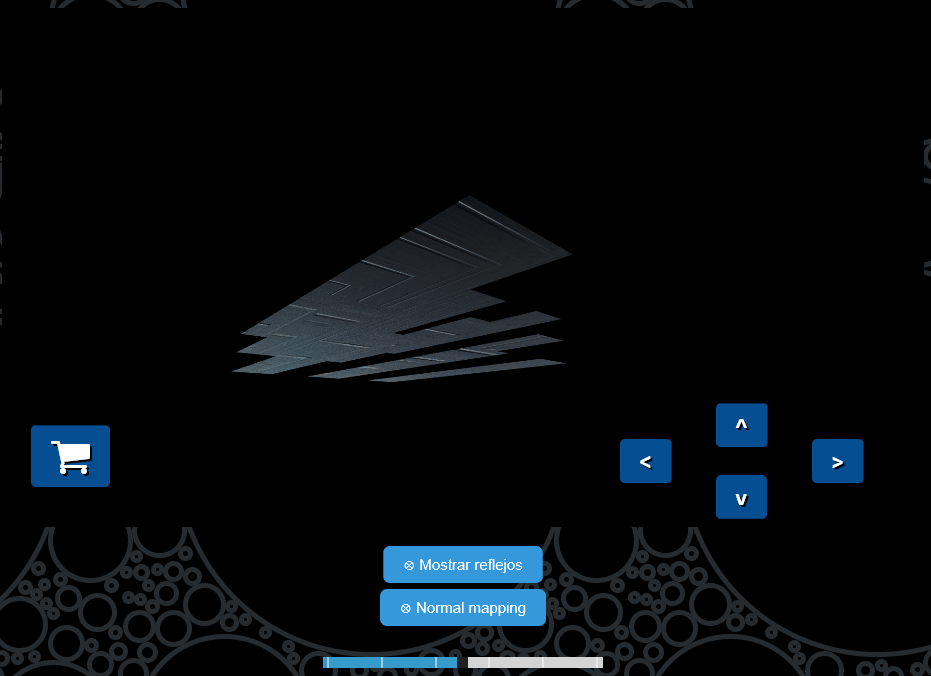 ^
<
>
v
⊗ Mostrar reflejos
⊗ Normal mapping